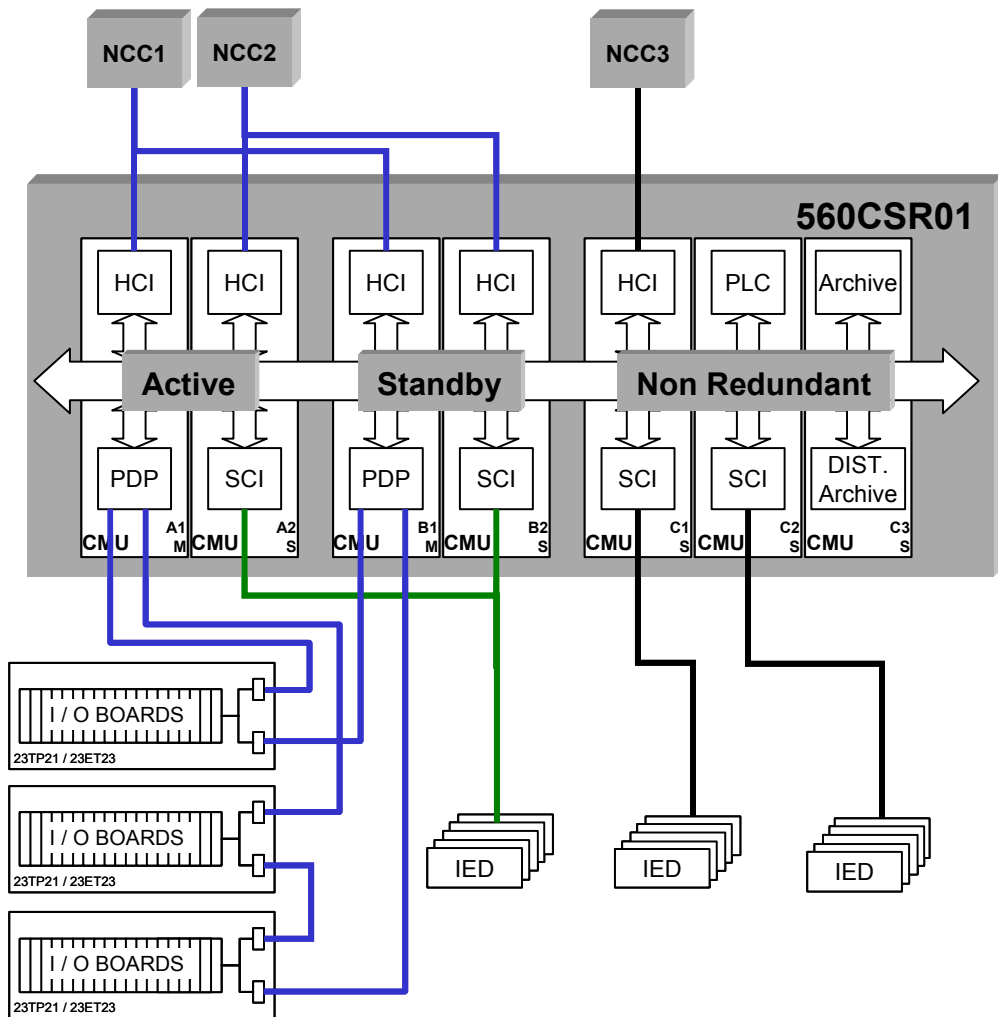 NCC1
NCC2
NCC3
560CSR01
HCI
HCI
HCI
HCI
HCI
PLC
Archive
Active
Standby
Non Redundant
PDP
SCI
PDP
SCI
SCI
SCI
DIST.
Archive
CMU
A1
M
CMU
A2
S
CMU
B1
M
CMU
B2
S
CMU
C1
S
CMU
C2
S
CMU
C3
S
I / O BOARDS
23TP21 / 23ET23
I / O BOARDS
23TP21 / 23ET23
IED
IED
IED
I / O BOARDS
23TP21 / 23ET23